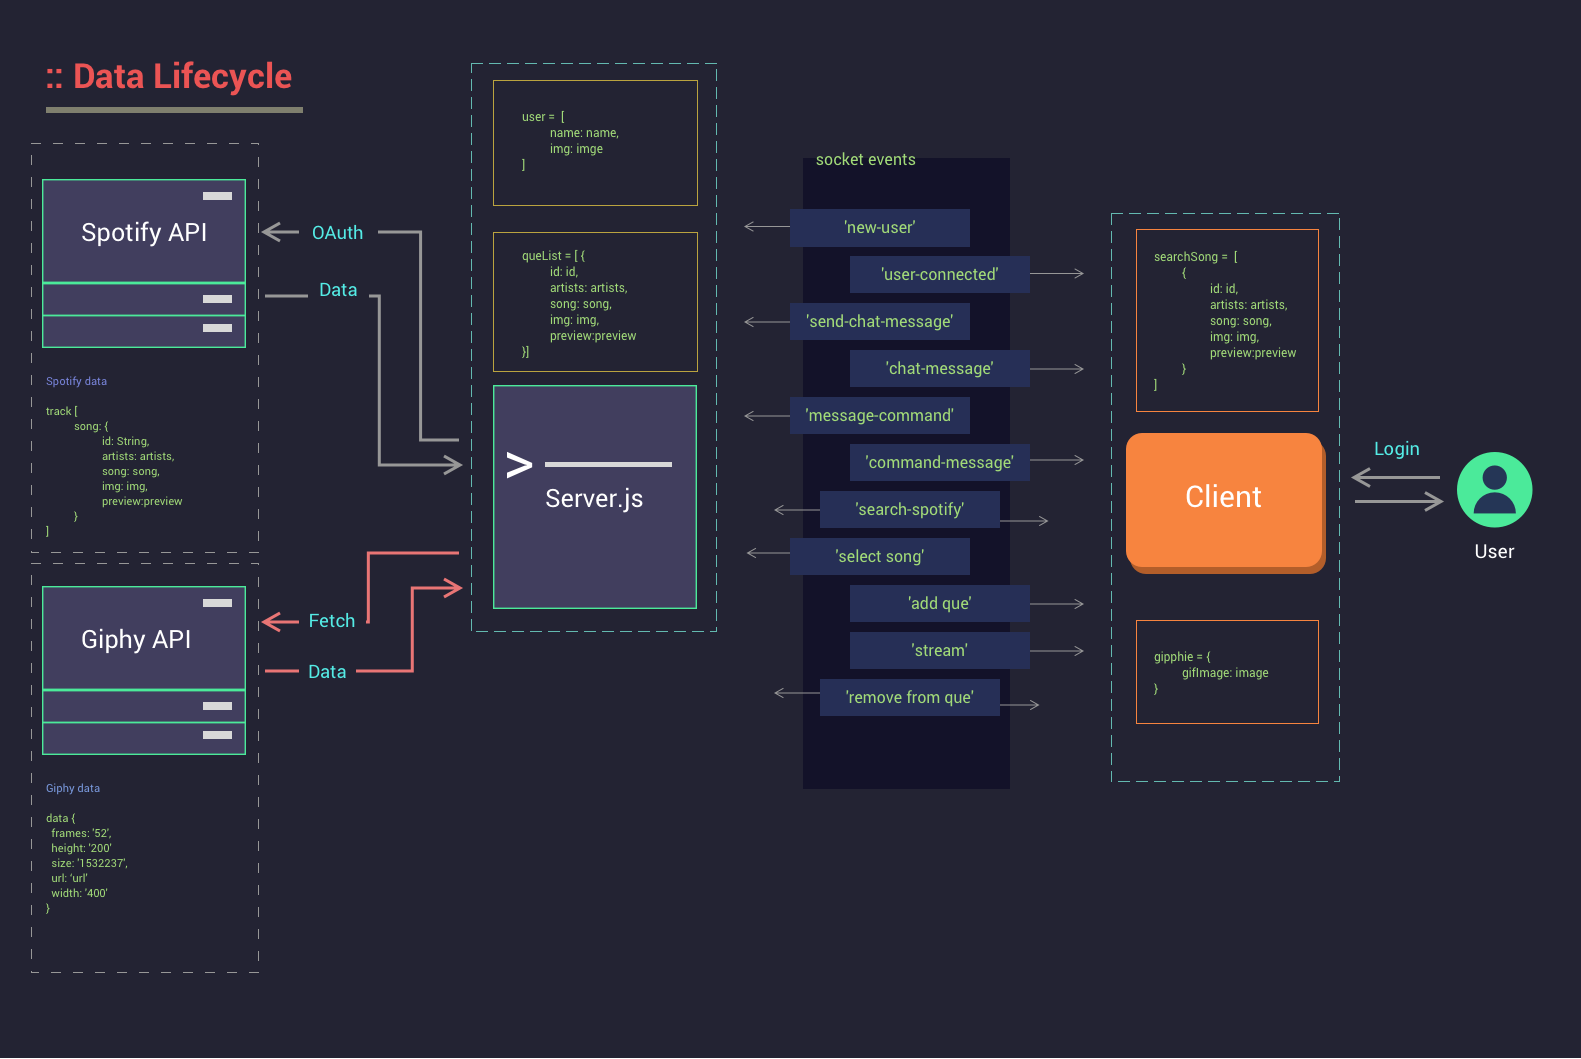 :: Data Lifecycle
Spotify API
Spotify data
track [
song: {
id: String,
artists: artists,
song: song,
img: img,
preview:preview
}
]
Giphy API
Giphy data
data {
frames: '52',
height: '200'
size: '1532237',
url: 'url'
width: '400'
}
OAuth
Data
Fetch
Data
user = [
name: name,
img: imge
]
queList = [ {
id: id,
artists: artists,
song: song,
img: img,
preview:preview
}]
>
Server.js
socket events
'new-user'
'user-connected'
'send-chat-message'
'chat-message'
'message-command'
'command-message'
'search-spotify'
'select song'
'add que'
'stream'
'remove from que'
searchSong = [
{
id: id,
artists: artists,
song: song,
img: img,
preview:preview
}
]
Client
gipphie = {
gifImage: image
}
Login
User